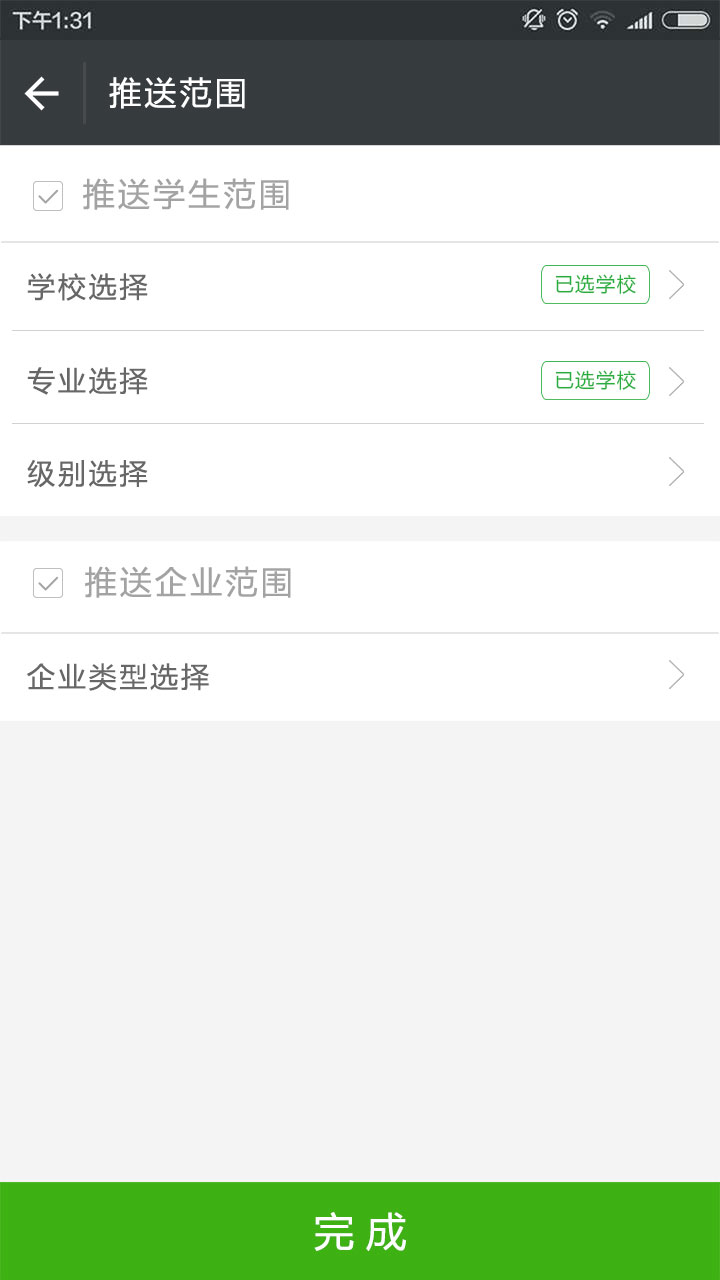 下午1:31
推送范围
推送学生范围
学校选择 已选学校
专业选择 已选学校
级别选择
推送企业范围
企业类型选择
完成